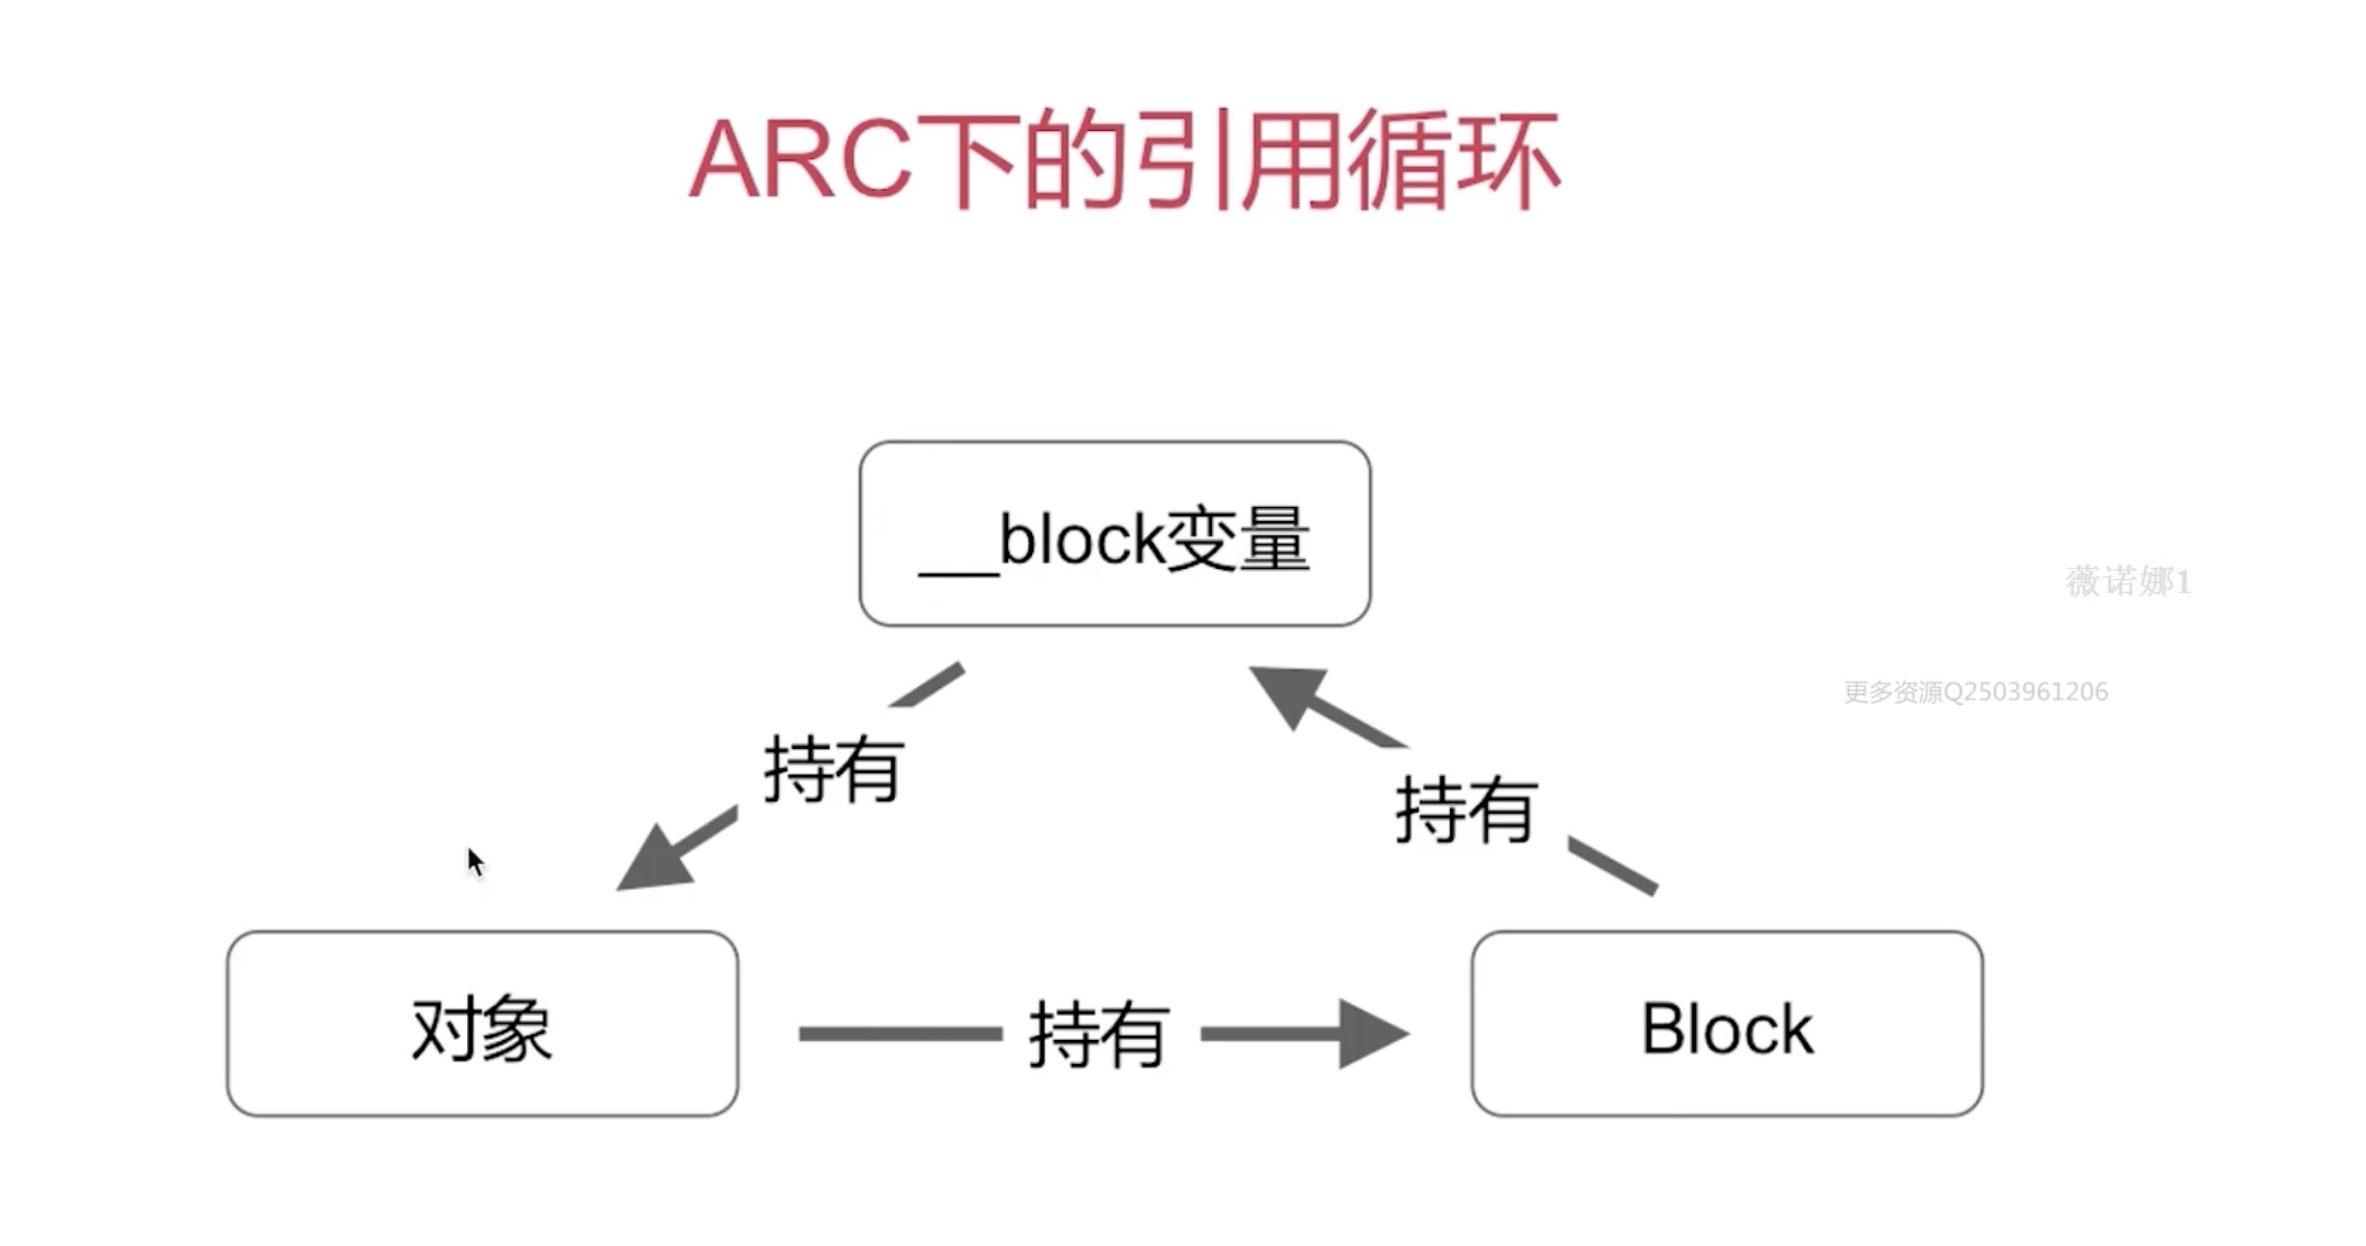 ARC下的引用循环
__block变量
薇诺娜1
更多资源Q2503961206
持有
持有
对象
持有
Block